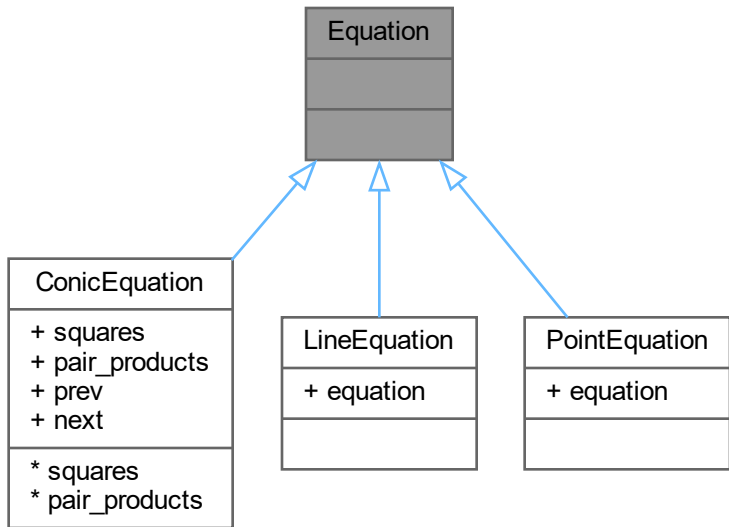 Equation
ConicEquation
+ squares
+ pair_products
+ prev
+ next
* squares
* pair_products
LineEquation
+ equation
PointEquation
+ equation